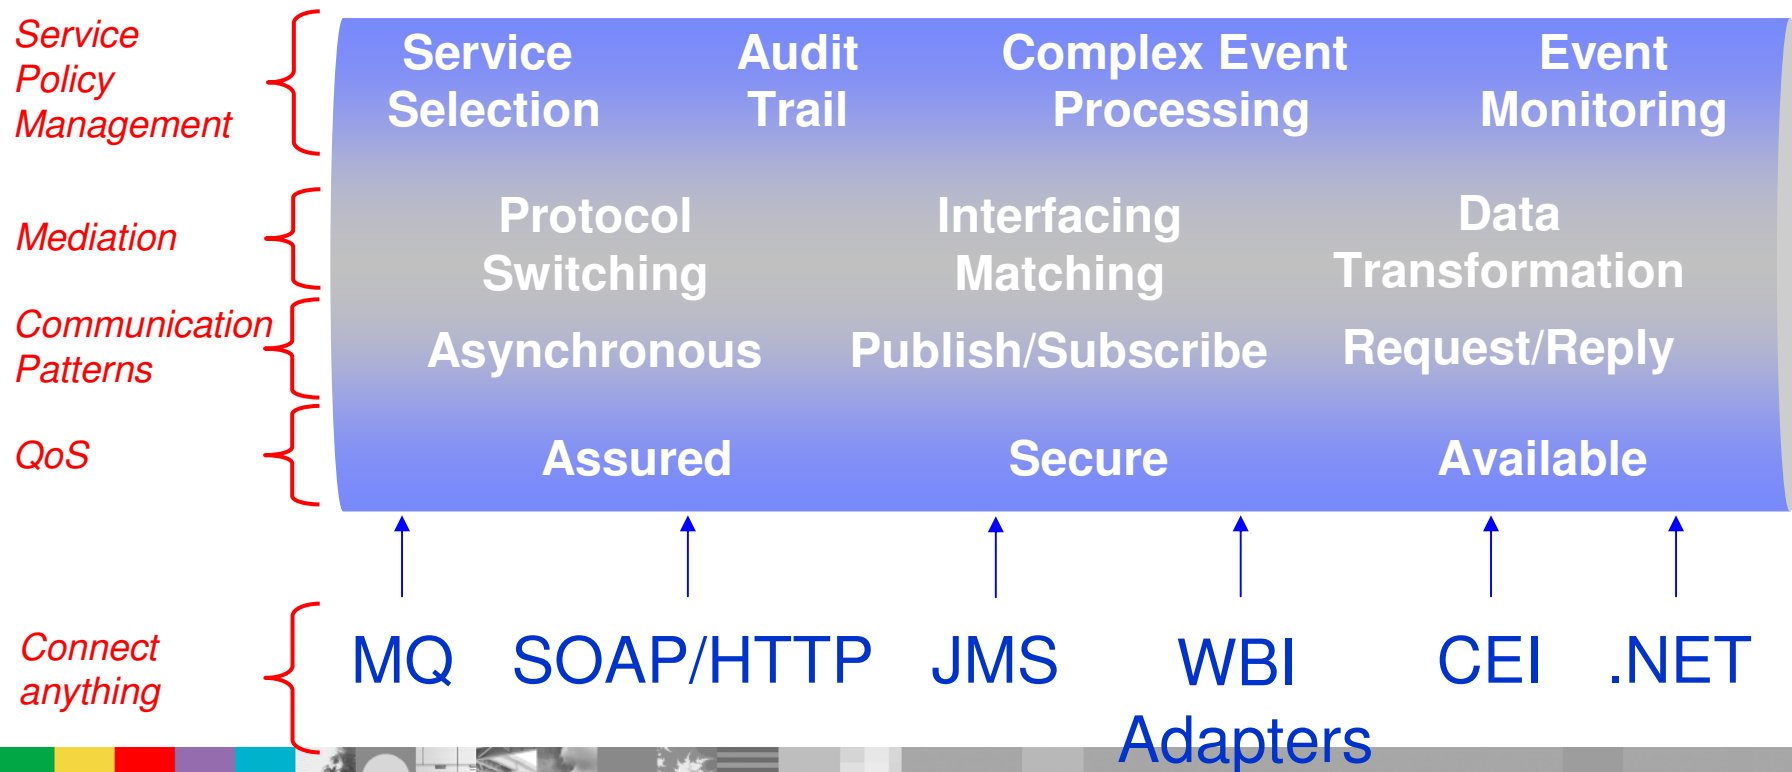 Service
Policy
Management
Service
Selection
Audit
Trail
Complex Event
Processing
Event
Monitoring
Mediation
Protocol
Switching
Interfacing
Matching
Data
Transformation
Communication
Patterns
Asynchronous
Publish/Subscribe
Request/Reply
QoS
Assured
Secure
Available
Connect
anything
MQ
SOAP/HTTP
JMS
WBI
Adapters
CEI
.NET